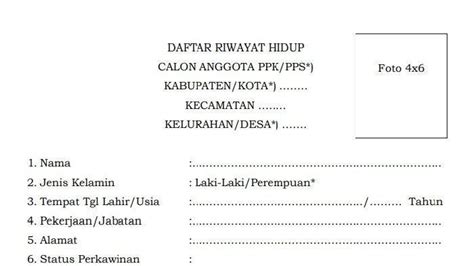 DAFTAR RIWAYAT HIDUP
CALON ANGGOTA PPK/PPS*)
KABUPATEN/KOTA*) ........
KECAMATAN ........
KELURAHAN/DESA*) .......
Foto 4x6
1. Nama :..........................................................................
2. Jenis Kelamin : Laki-Laki/Perempuan*
3. Tempat Tgl Lahir/Usia :.................................................../......... Tahun
4. Pekerjaan/Jabatan :..........................................................................
5. Alamat :..........................................................................
6. Status Perkawinan :